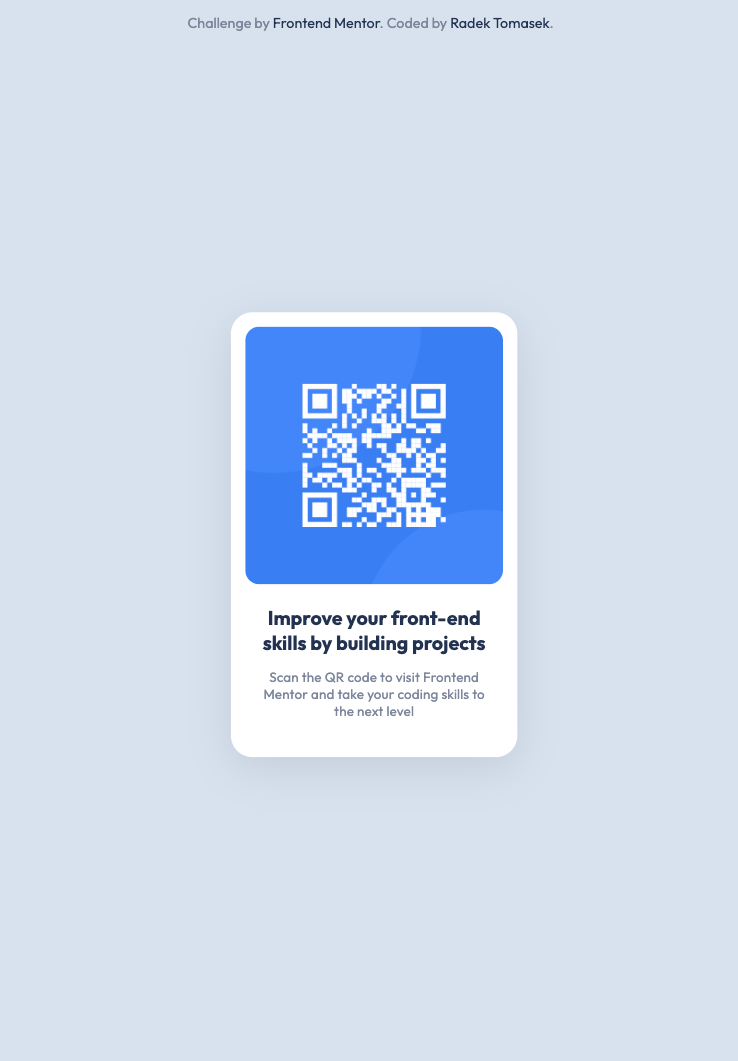 Challenge by Frontend Mentor. Coded by Radek Tomasek.
Improve your front-end
skills by building projects
Scan the QR code to visit Frontend
Mentor and take your coding skills to
the next level